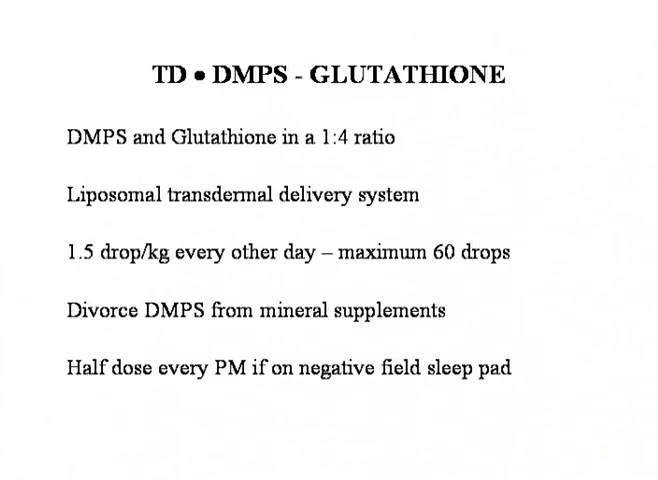 TD • DMPS - GLUTATHIONE
DMPS and Glutathione in a 1:4 ratio
Liposomal transdermal delivery system
1.5 drop/kg every other day – maximum 60 drops
Divorce DMPS from mineral supplements
Half dose every PM if on negative field sleep pad